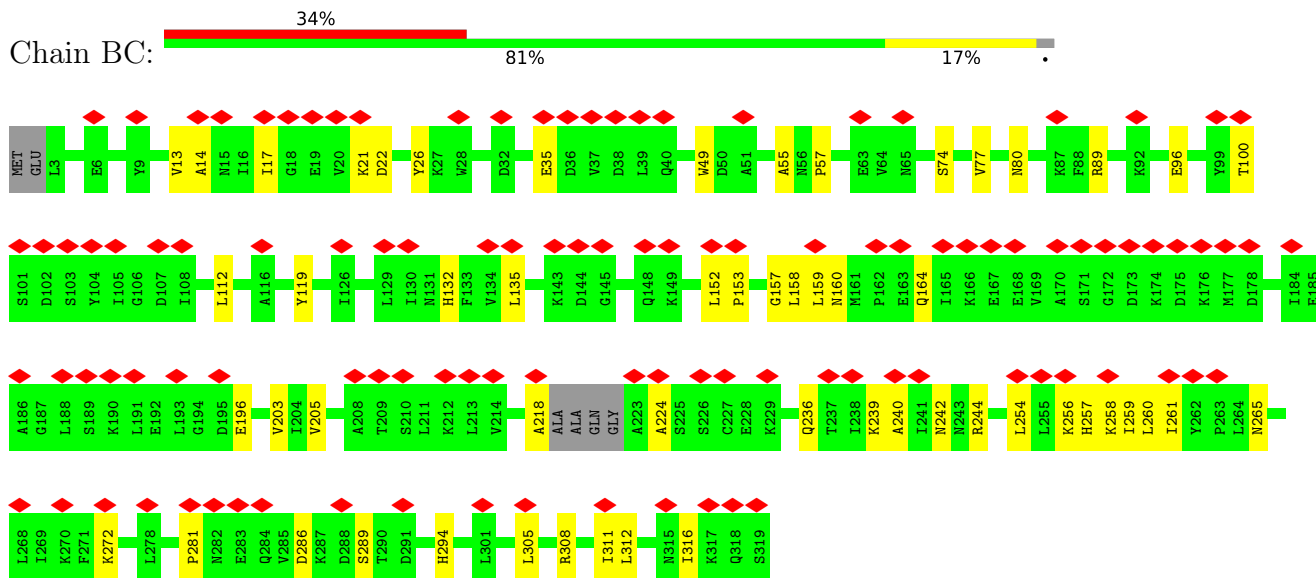 34%
Chain BC:
81% 17% •
MET GLU L3 E6 Y9 V13 A14 N15 I16 I17 G18 E19 V20 K21 D22 Y26 K27 W28 D32 E35 D36 V37 D38 L39 Q40 W49 D50 A51 A55 N56 P57 E63 V64 N65 S74 V77 N80 K87 F88 R89 K92 E96 Y99 T100
S101 D102 S103 Y104 I105 G106 D107 I108 L112 A116 Y119 I126 L129 I130 N131 H132 F133 V134 L135 K143 D144 G145 Q148 K149 L152 P153 G157 L158 L159 N160 M161 P162 E163 Q164 I165 K166 E167 E168 V169 A170 S171 G172 D173 K174 D175 K176 M177 D178 I184 F185
A186 G187 L188 S189 K190 L191 E192 L193 G194 D195 E196 V203 I204 V205 A208 T209 S210 L211 K212 L213 V214 A218 ALA ALA GLN GLY A223 A224 S225 S226 C227 E228 K229 Q236 T237 I238 K239 A240 I241 N242 N243 R244 L254 L255 K256 H257 K258 I259 L260 I261 Y262 P263 L264 N265
L268 I269 K270 F271 K272 L278 P281 N282 E283 Q284 V285 D286 K287 D288 S289 T290 D291 H294 L301 L305 R308 I311 L312 N315 I316 K317 Q318 S319